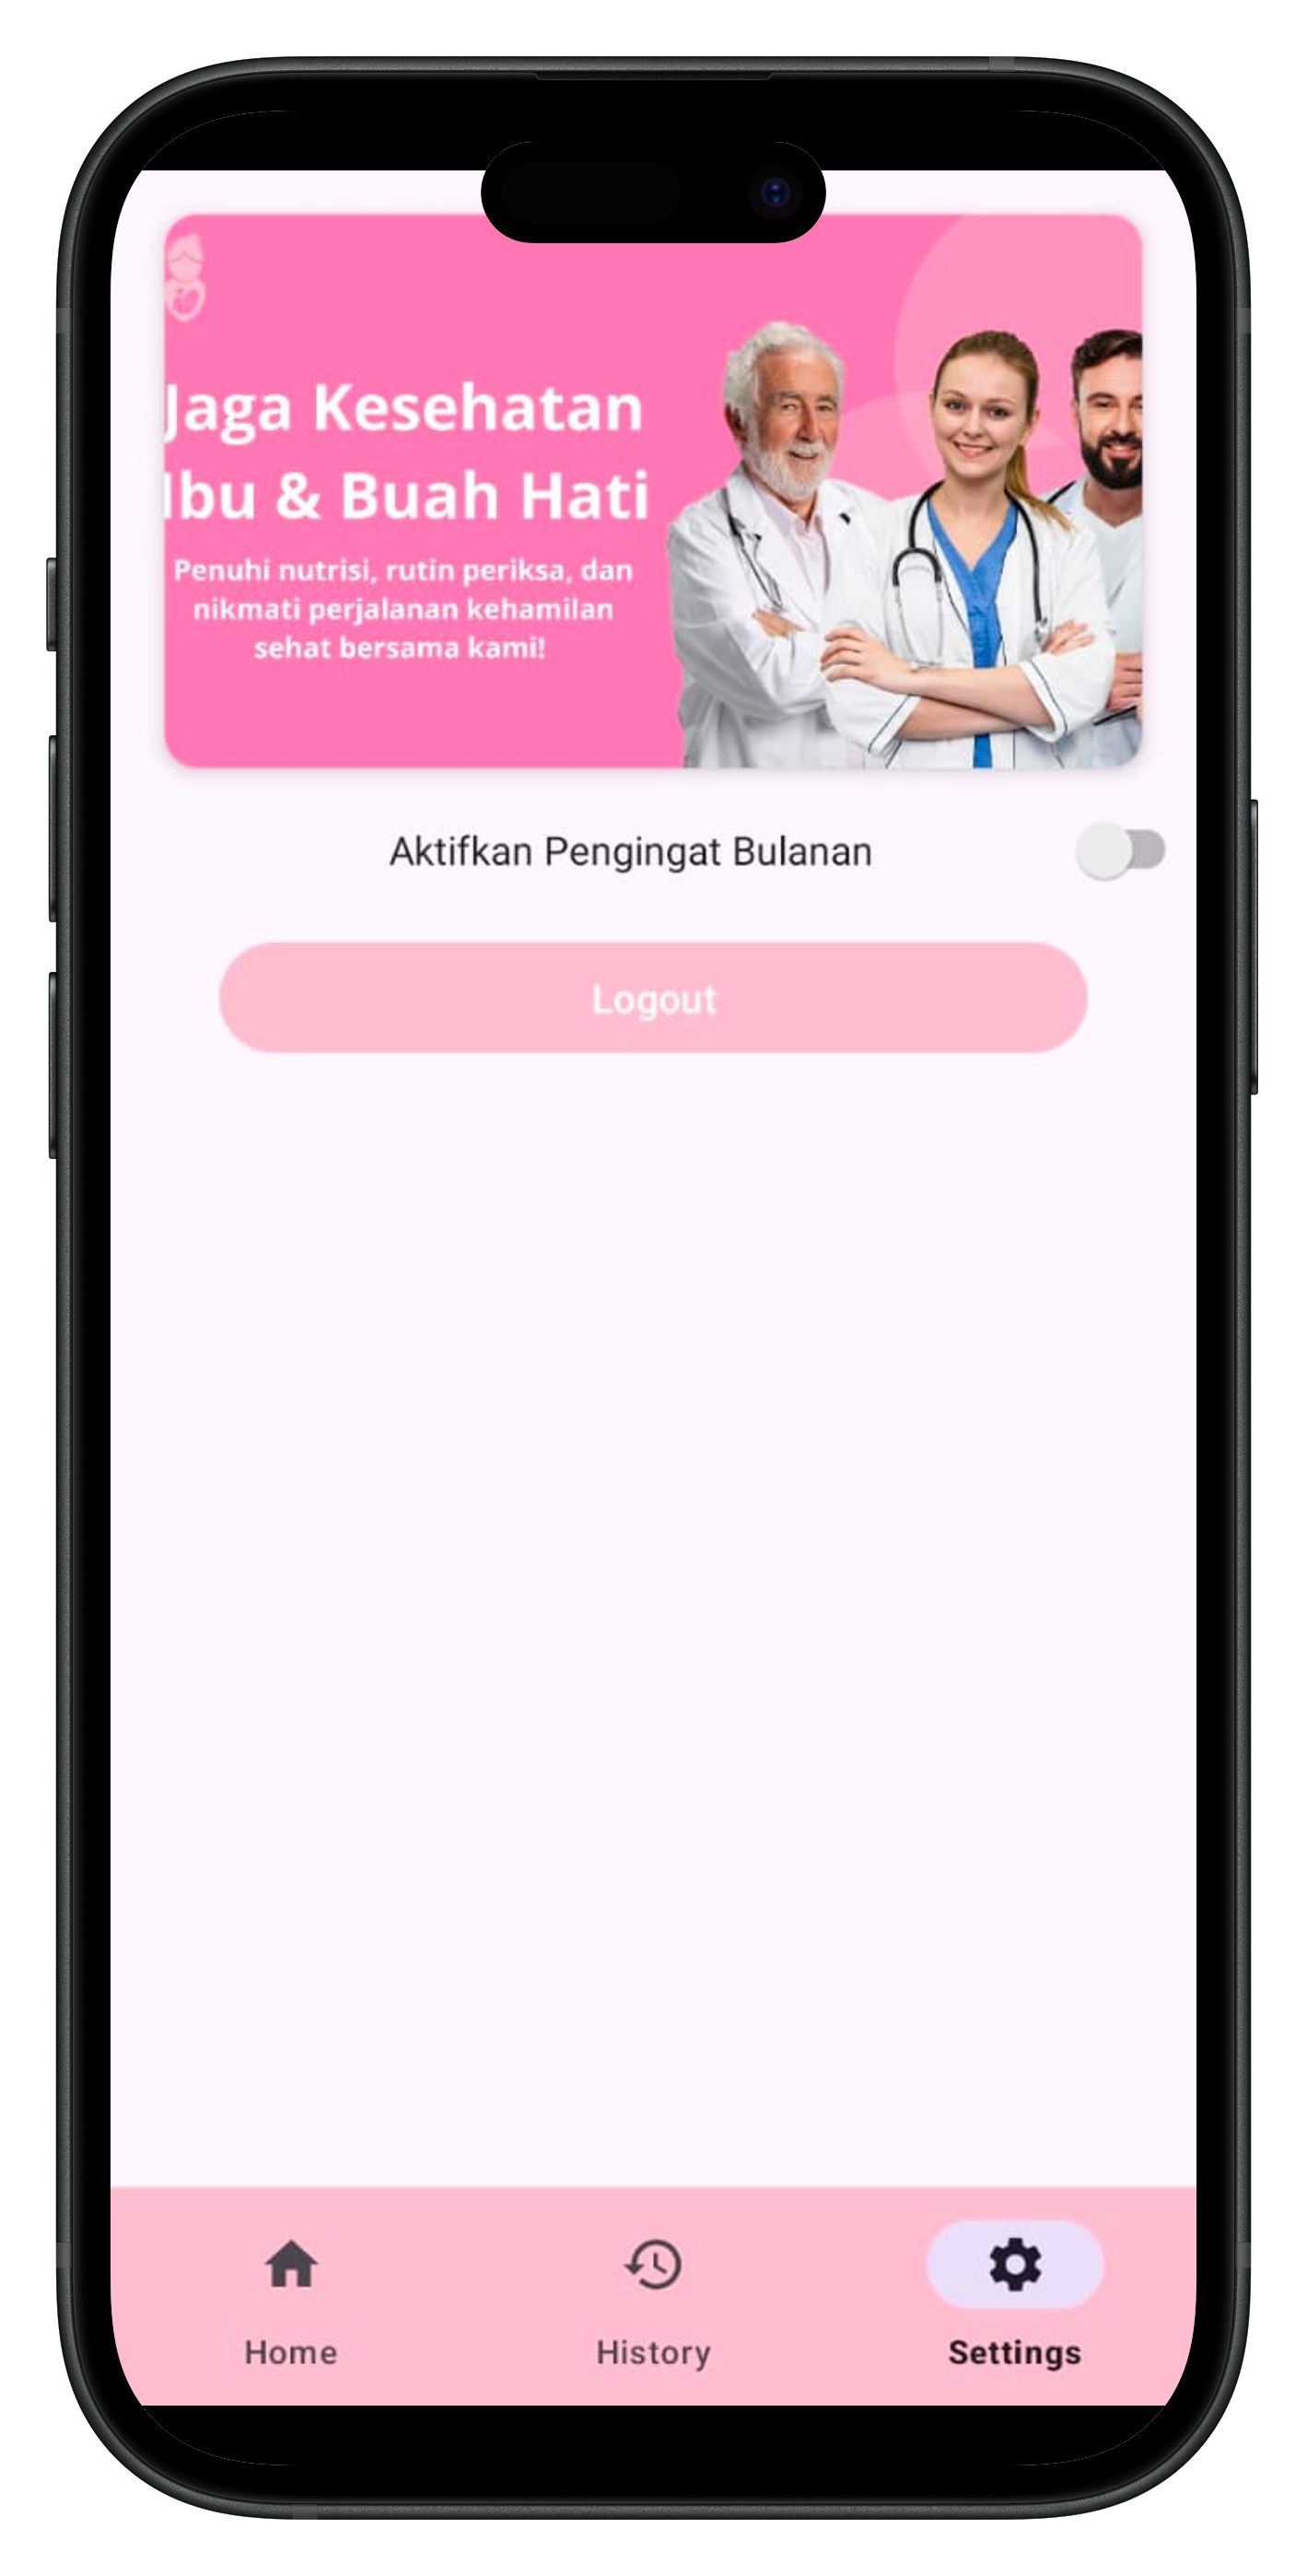 Jaga Kesehatan
Ibu & Buah Hati
Penuhi nutrisi, rutin periksa, dan
nikmati perjalanan kehamilan
sehat bersama kami!
Aktifkan Pengingat Bulanan
Logout
Home
History
Settings